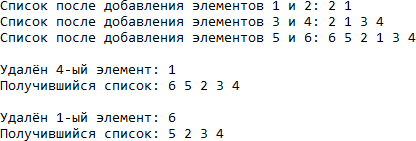 Список после добавления элементов 1 и 2: 2 1
Список после добавления элементов 3 и 4: 2 1 3 4
Список после добавления элементов 5 и 6: 6 5 2 1 3 4
Удалён 4-ый элемент: 1
Получившийся список: 6 5 2 3 4
Удалён 1-ый элемент: 6
Получившийся список: 5 2 3 4